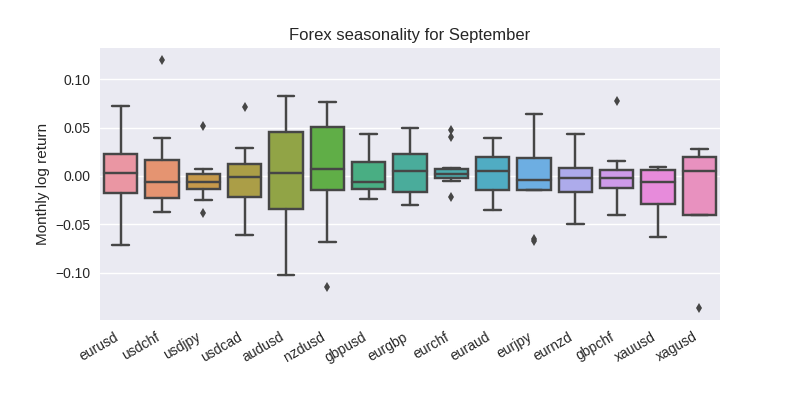 Forex seasonality for September
Monthly log return
0.10
0.05
0.00
−0.05
−0.10
eurusd
usdchf
usdjpy
usdcad
audusd
nzdusd
gbpusd
eurgbp
eurchf
euraud
eurjpy
eurnzd
gbpchf
xauusd
xagusd